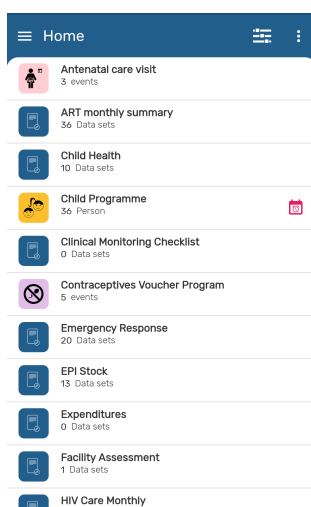 Home
Antenatal care visit
3 events
ART monthly summary
36 Data sets
Child Health
10 Data sets
Child Programme
36 Person
Clinical Monitoring Checklist
0 Data sets
Contraceptives Voucher Program
5 events
Emergency Response
20 Data sets
EPI Stock
13 Data sets
Expenditures
0 Data sets
Facility Assessment
1 Data sets
HIV Care Monthly